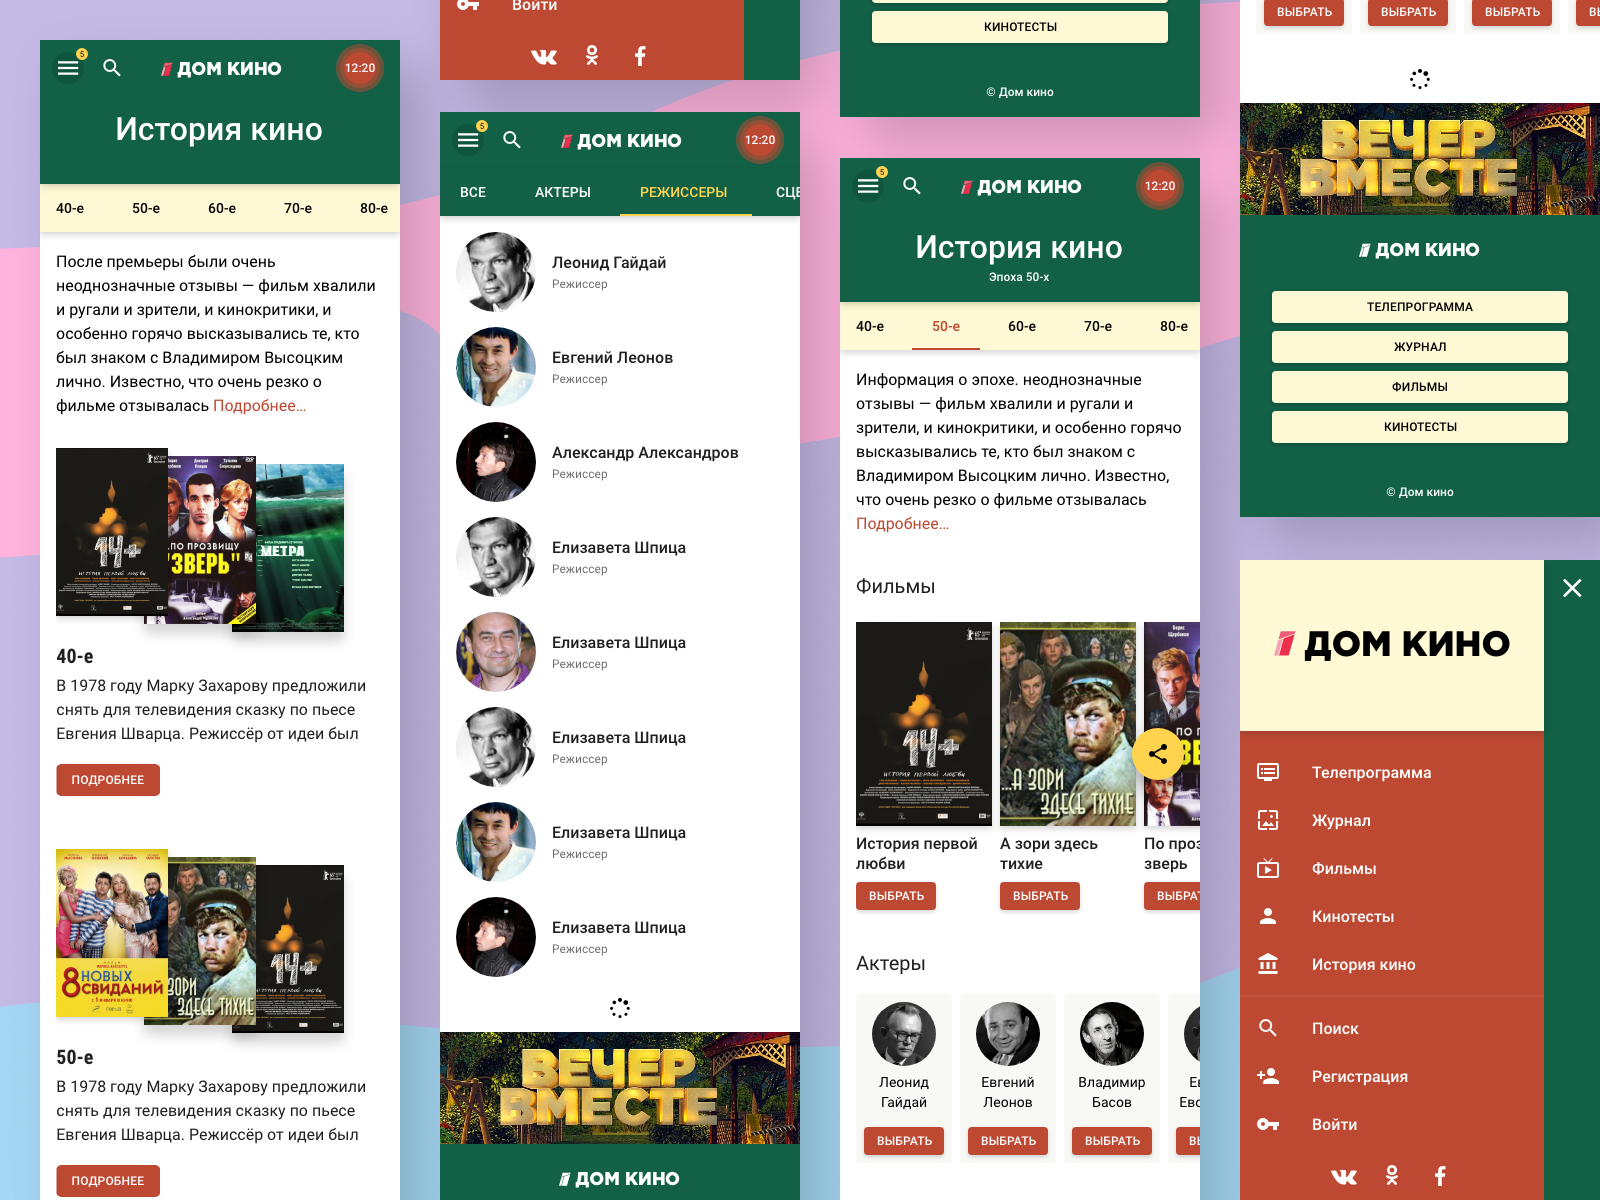 5
ДОМ КИНО
12:20
История кино
40-е
50-е
60-е
70-е
80-е
После премьеры были очень
неоднозначные отзывы — фильм хвалили
и ругали и зрители, и кинокритики, и
особенно горячо высказывались те, кто
был знаком с Владимиром Высоцким
лично. Известно, что очень резко о
фильме отзывалась Подробнее...
14+
ИСТОРИЯ ПЕРВОЙ ЛЮБВИ
ПО ПРОЗВИЩУ
"ЗВЕРЬ"
МЕТРА
40-е
В 1978 году Марку Захарову предложили
снять для телевидения сказку по пьесе
Евгения Шварца. Режиссёр от идеи был
ПОДРОБНЕЕ
8 НОВЫХ
СВИДАНИЙ
ЗОРИ
ЗДЕСЬ ТИХИЕ
14+
50-е
В 1978 году Марку Захарову предложили
снять для телевидения сказку по пьесе
Евгения Шварца. Режиссёр от идеи был
ПОДРОБНЕЕ
Войти
5
ДОМ КИНО
12:20
ВСЕ
АКТЕРЫ
РЕЖИССЕРЫ
СЦЕ
Леонид Гайдай
Режиссер
Евгений Леонов
Режиссер
Александр Александров
Режиссер
Елизавета Шпица
Режиссер
Елизавета Шпица
Режиссер
Елизавета Шпица
Режиссер
Елизавета Шпица
Режиссер
Елизавета Шпица
Режиссер
ВЕЧЕР
ВМЕСТЕ
ДОМ КИНО
КИНОТЕСТЫ
© Дом кино
5
ДОМ КИНО
12:20
История кино
Эпоха 50-х
40-е
50-е
60-е
70-е
80-е
Информация о эпохе. неоднозначные
отзывы — фильм хвалили и ругали и
зрители, и кинокритики, и особенно горячо
высказывались те, кто был знаком с
Владимиром Высоцким лично. Известно,
что очень резко о фильме отзывалась
Подробнее...
Фильмы
14+
ИСТОРИЯ ПЕРВОЙ ЛЮБВИ
...А ЗОРИ
ЗДЕСЬ ТИХИЕ
История первой
любви
ВЫБРАТЬ
А зори здесь
тихие
ВЫБРАТЬ
По проз
зверь
ВЫБРАТ
Актеры
Леонид
Гайдай
ВЫБРАТЬ
Евгений
Леонов
ВЫБРАТЬ
Владимир
Басов
ВЫБРАТЬ
Ев
Евс
ВЫ
ВЫБРАТЬ
ВЫБРАТЬ
ВЫБРАТЬ
ВЫ
ВЕЧЕР
ВМЕСТЕ
ДОМ КИНО
ТЕЛЕПРОГРАММА
ЖУРНАЛ
ФИЛЬМЫ
КИНОТЕСТЫ
© Дом кино
ДОМ КИНО
Телепрограмма
Журнал
Фильмы
Кинотесты
История кино
Поиск
Регистрация
Войти